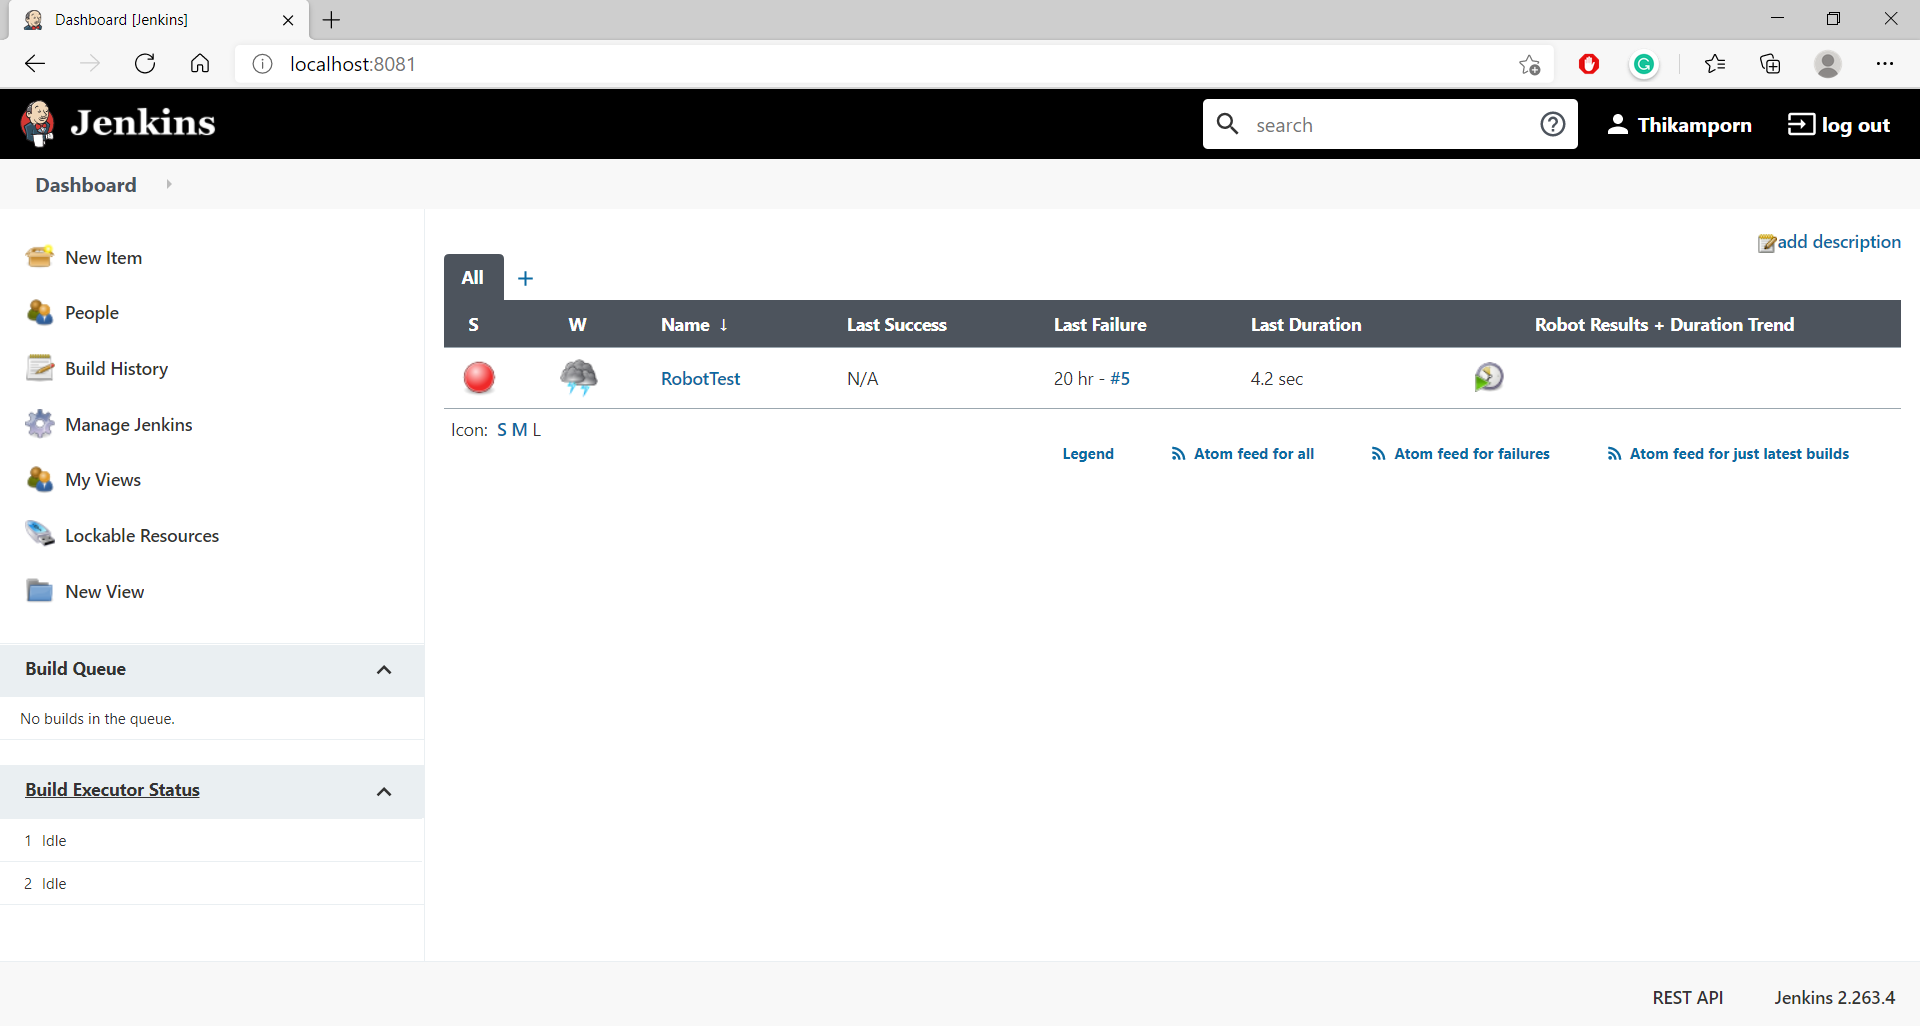 Dashboard [Jenkins]
localhost:8081
Jenkins
search
Thikamporn
log out
Dashboard
New Item
People
Build History
Manage Jenkins
My Views
Lockable Resources
New View
Build Queue
No builds in the queue.
Build Executor Status
1 Idle
2 Idle
add description
All +
S W Name ↓ Last Success Last Failure Last Duration Robot Results + Duration Trend
RobotTest N/A 20 hr - #5 4.2 sec
Icon: S M L
Legend Atom feed for all Atom feed for failures Atom feed for just latest builds
REST API Jenkins 2.263.4